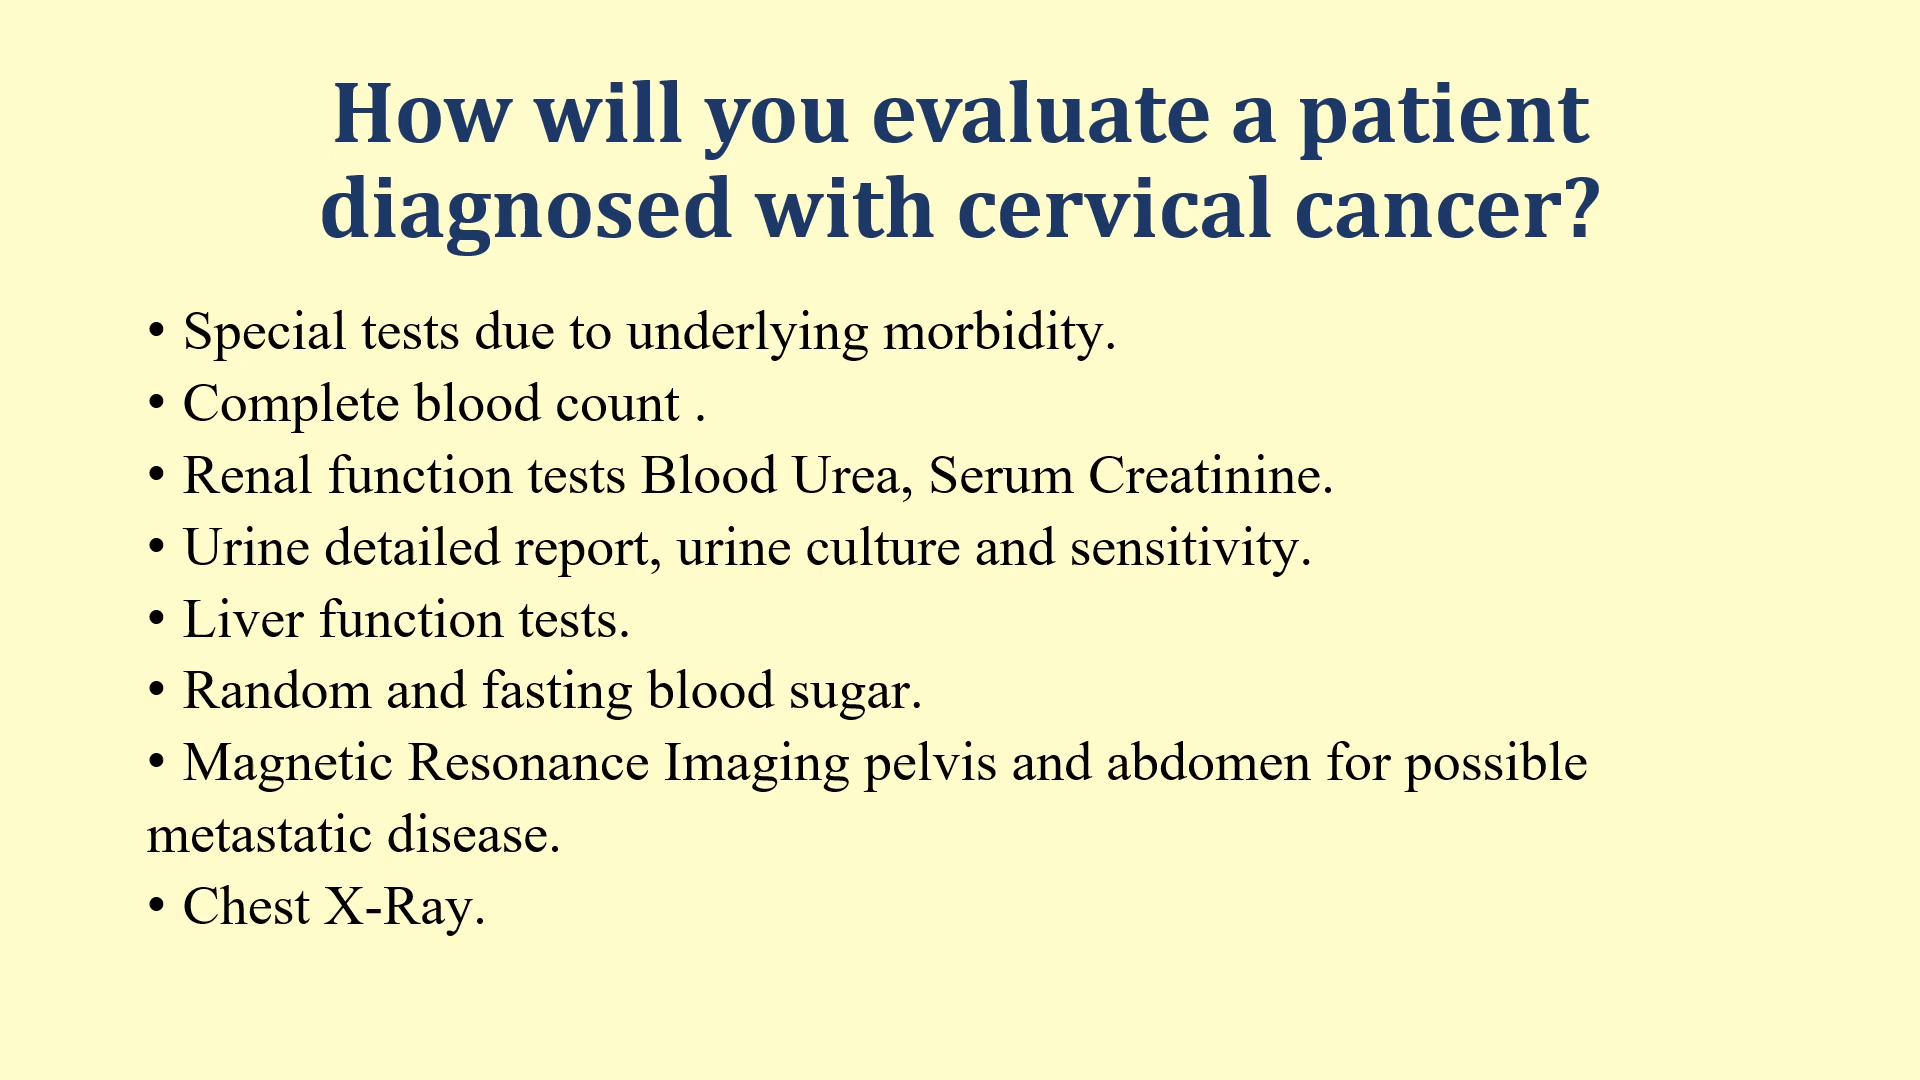 How will you evaluate a patient
diagnosed with cervical cancer?
• Special tests due to underlying morbidity.
• Complete blood count .
• Renal function tests Blood Urea, Serum Creatinine.
• Urine detailed report, urine culture and sensitivity.
• Liver function tests.
• Random and fasting blood sugar.
• Magnetic Resonance Imaging pelvis and abdomen for possible
metastatic disease.
• Chest X-Ray.